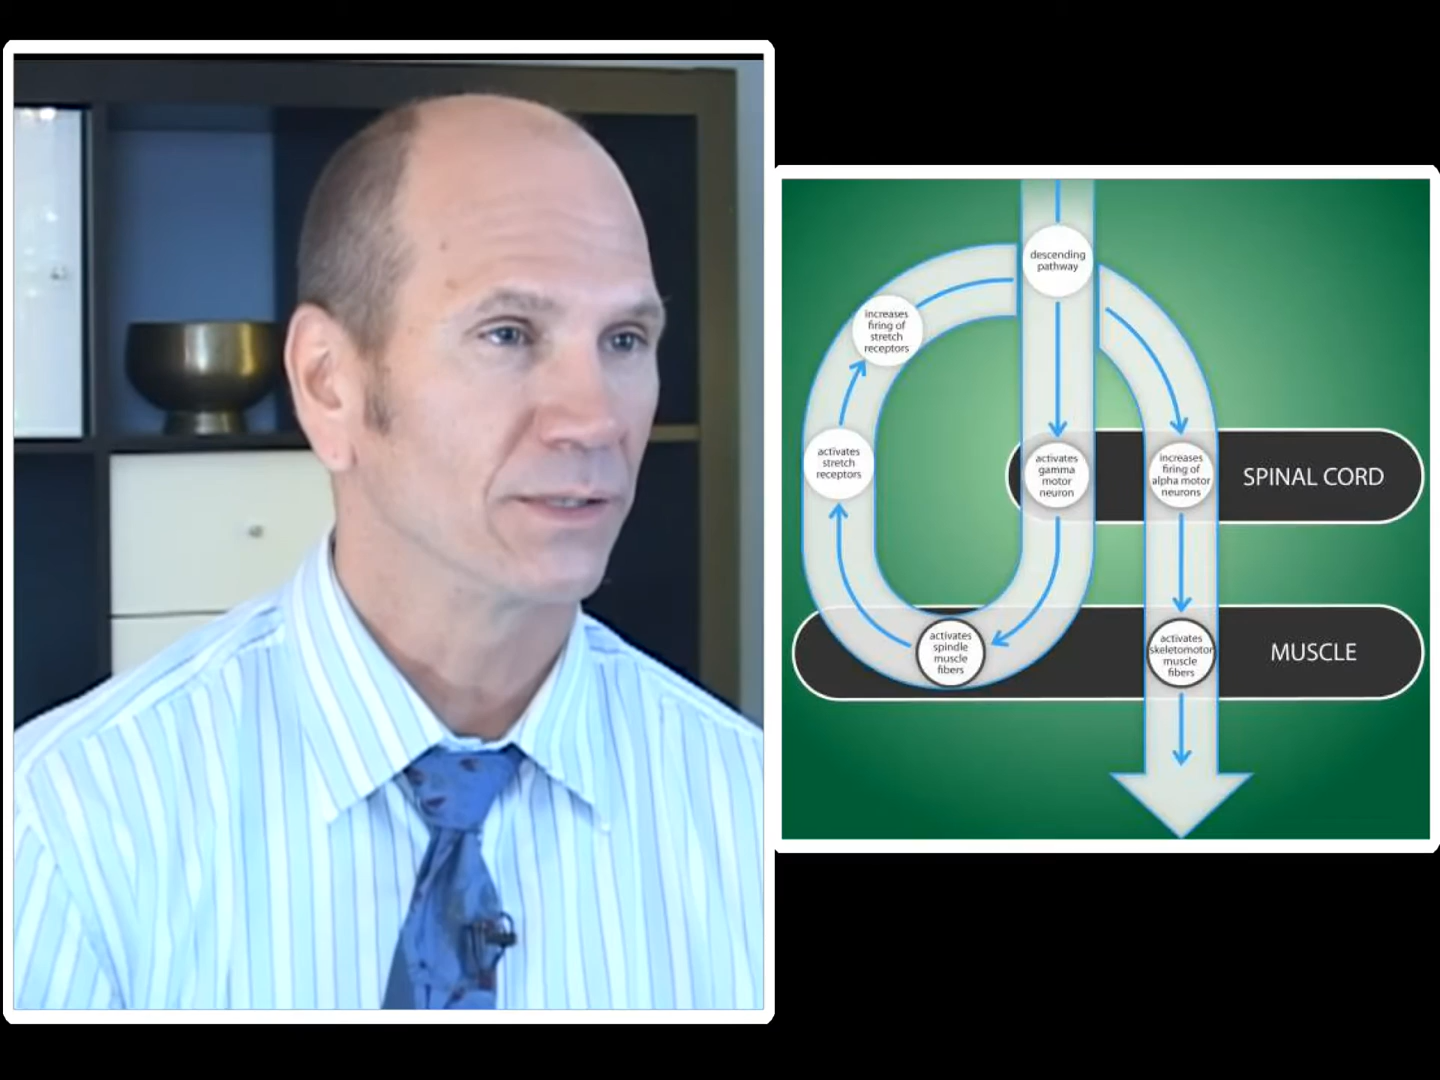 descending
pathway
increases
firing of
stretch
receptors
activates
stretch
receptors
activates
gamma
motor
neuron
increases
firing of
alpha motor
neurons
SPINAL CORD
activates
spindle
muscle
fibers
activates
skeletomotor
muscle
fibers
MUSCLE